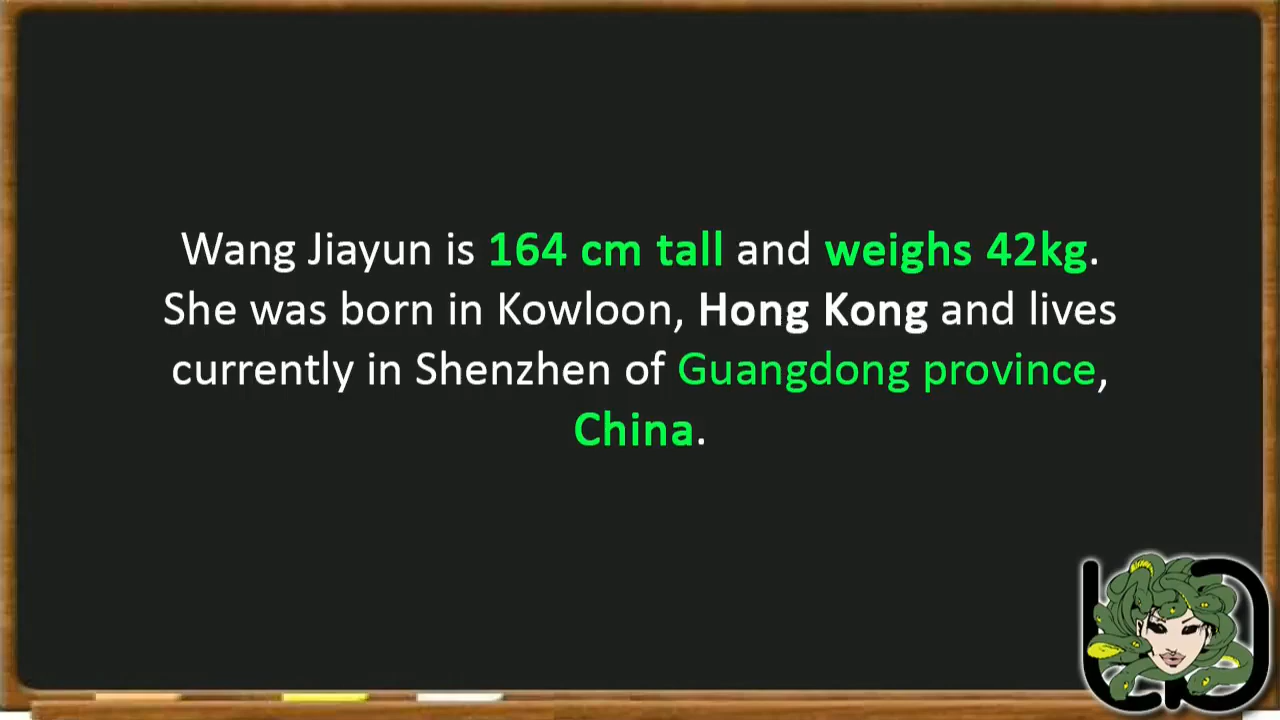 Wang Jiayun is 164 cm tall and weighs 42kg.
She was born in Kowloon, Hong Kong and lives
currently in Shenzhen of Guangdong province,
China.